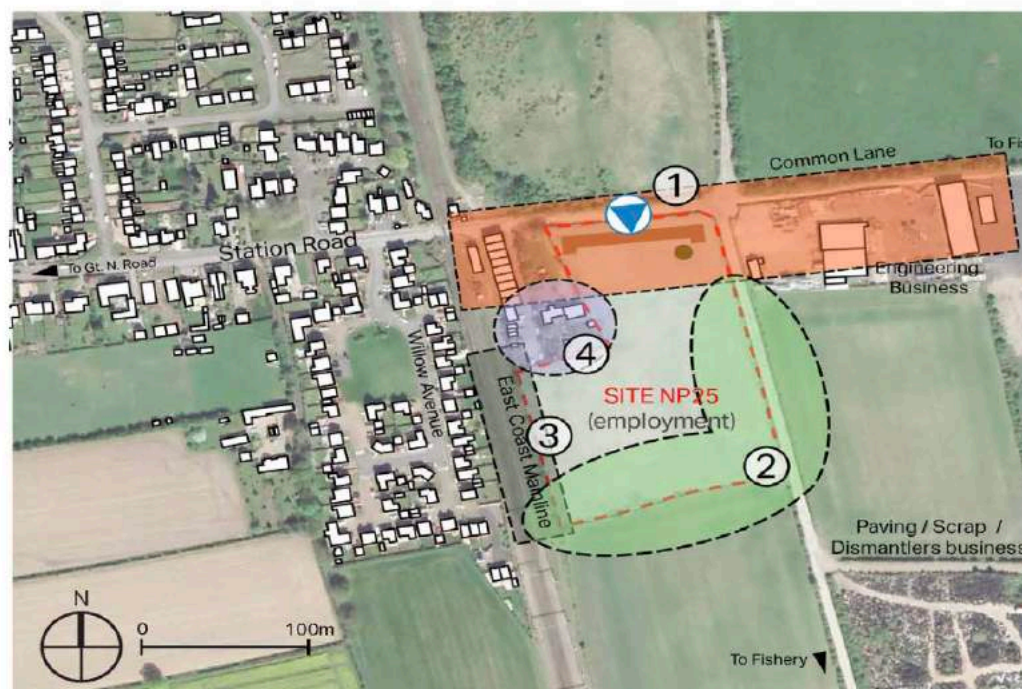 Common Lane
To Fis
1
Station Road
To Gt. N. Road
Engineering
Business
4
Willow Avenue
SITE NP25
(employment)
East Coast Mainline
3
2
Paving / Scrap /
Dismantlers business
N
0
100m
To Fishery